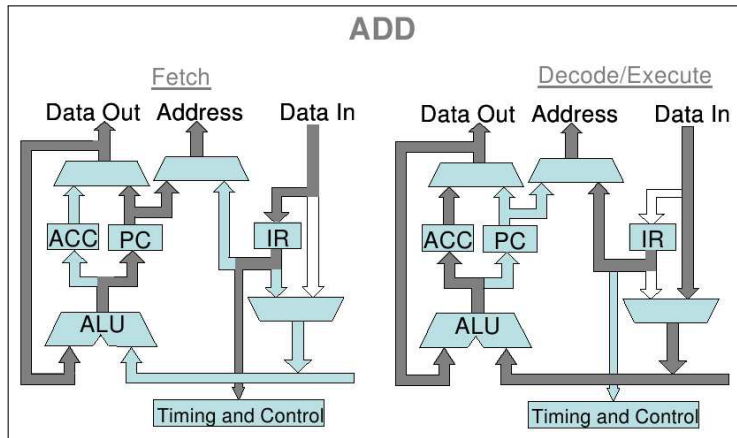 ADD
Fetch
Data Out Address Data In
ACC PC IR
ALU
Timing and Control
Decode/Execute
Data Out Address Data In
ACC PC IR
ALU
Timing and Control